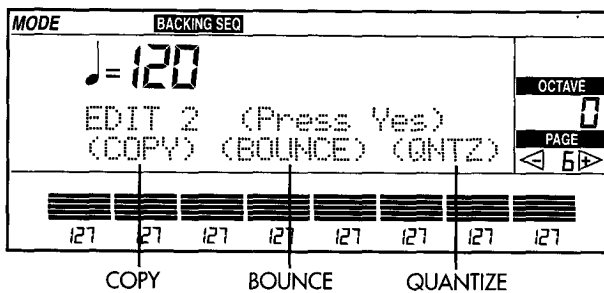 MODE BACKING SEQ
♩=120
OCTAVE
0
EDIT 2 (Press Yes)
PAGE
(COPY) (BOUNCE) (QNTZ)
- 6 +
127 127 127 127 127 127 127 127
COPY BOUNCE QUANTIZE